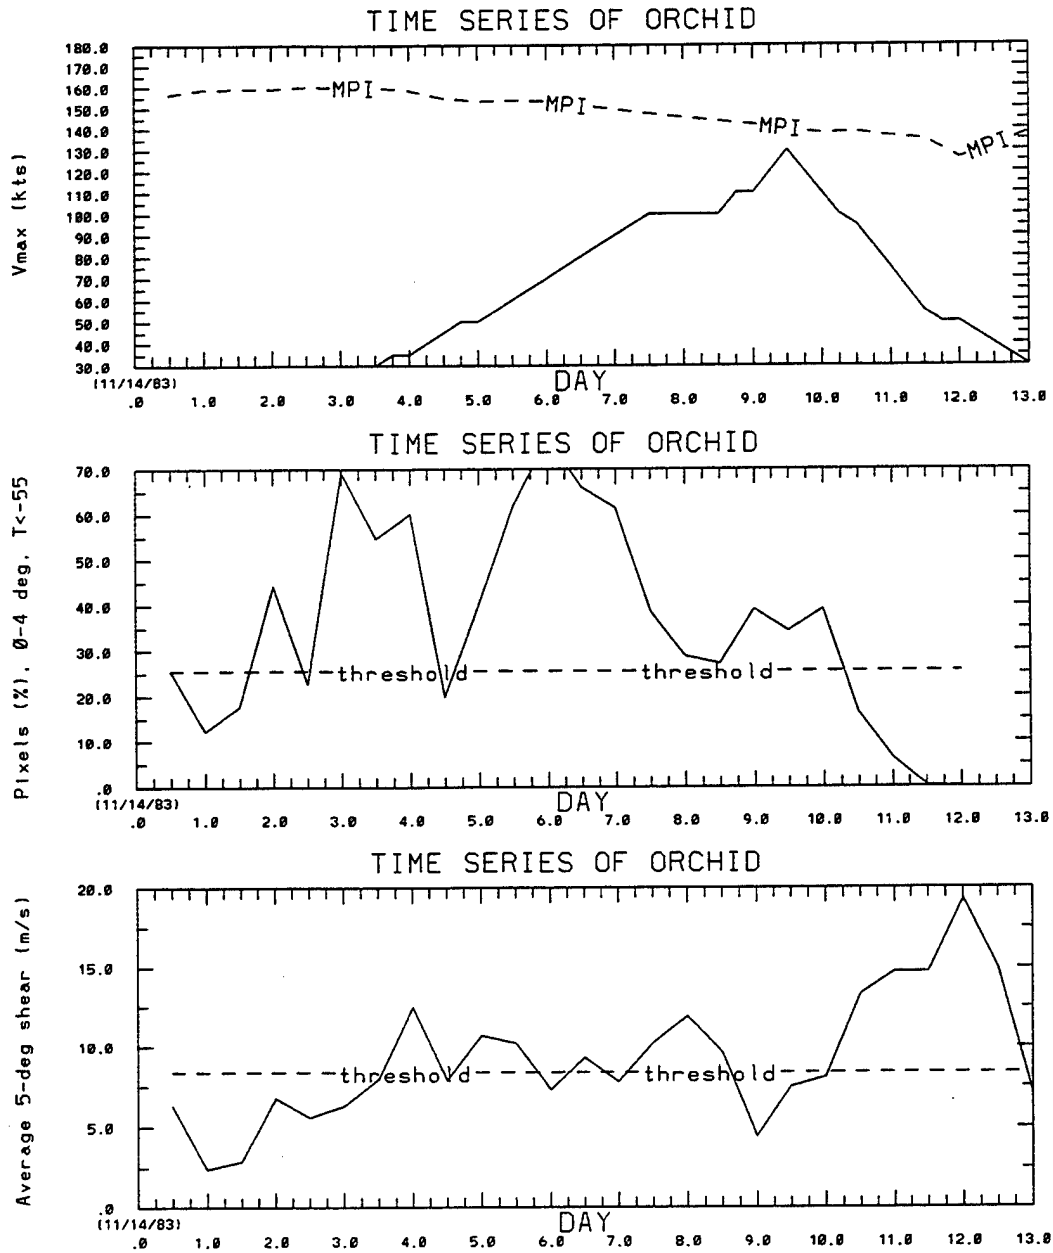 TIME SERIES OF ORCHID
180.0
170.0
160.0
150.0
140.0
130.0
120.0
110.0
100.0
90.0
80.0
70.0
60.0
50.0
40.0
30.0
Vmax (kts)
MPI MPI MPI MPI
(11/14/83)
DAY
.0 1.0 2.0 3.0 4.0 5.0 6.0 7.0 8.0 9.0 10.0 11.0 12.0 13.0
TIME SERIES OF ORCHID
70.0
60.0
50.0
40.0
30.0
20.0
10.0
.0
Pixels (%), 0-4 deg, T<-55
threshold threshold
(11/14/83)
DAY
.0 1.0 2.0 3.0 4.0 5.0 6.0 7.0 8.0 9.0 10.0 11.0 12.0 13.0
TIME SERIES OF ORCHID
20.0
15.0
10.0
5.0
.0
Average 5-deg shear (m/s)
threshold threshold
(11/14/83)
DAY
.0 1.0 2.0 3.0 4.0 5.0 6.0 7.0 8.0 9.0 10.0 11.0 12.0 13.0